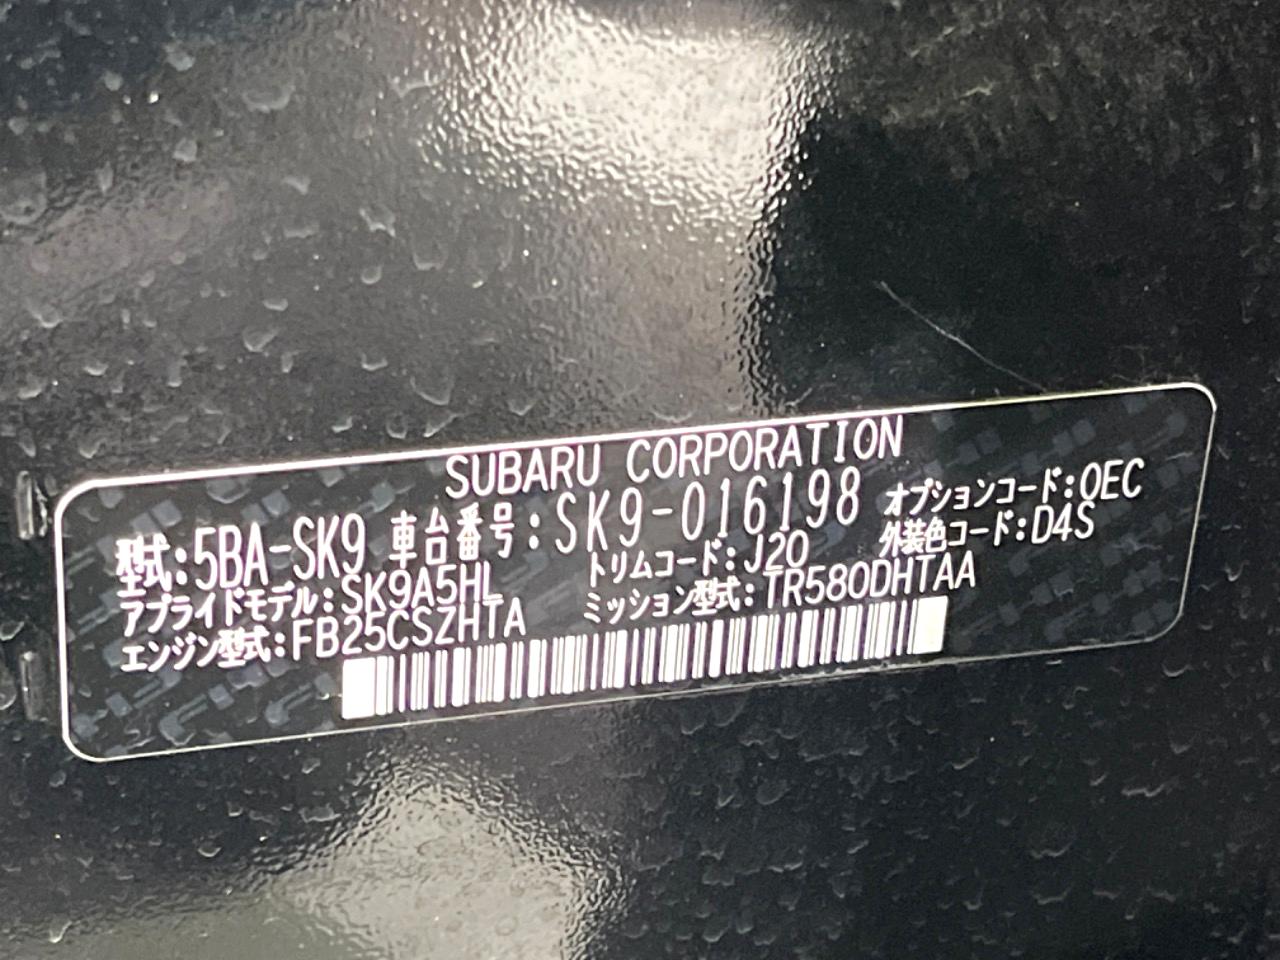 SUBARU CORPORATION
型式:5BA-SK9 車台番号:SK9-016198 オプションコード:OEC
アプライドモデル:SK9A5HL トリムコード:J20 外装色コード:D4S
エンジン型式:FB25CSZHTA ミッション型式:TR580DHTAA